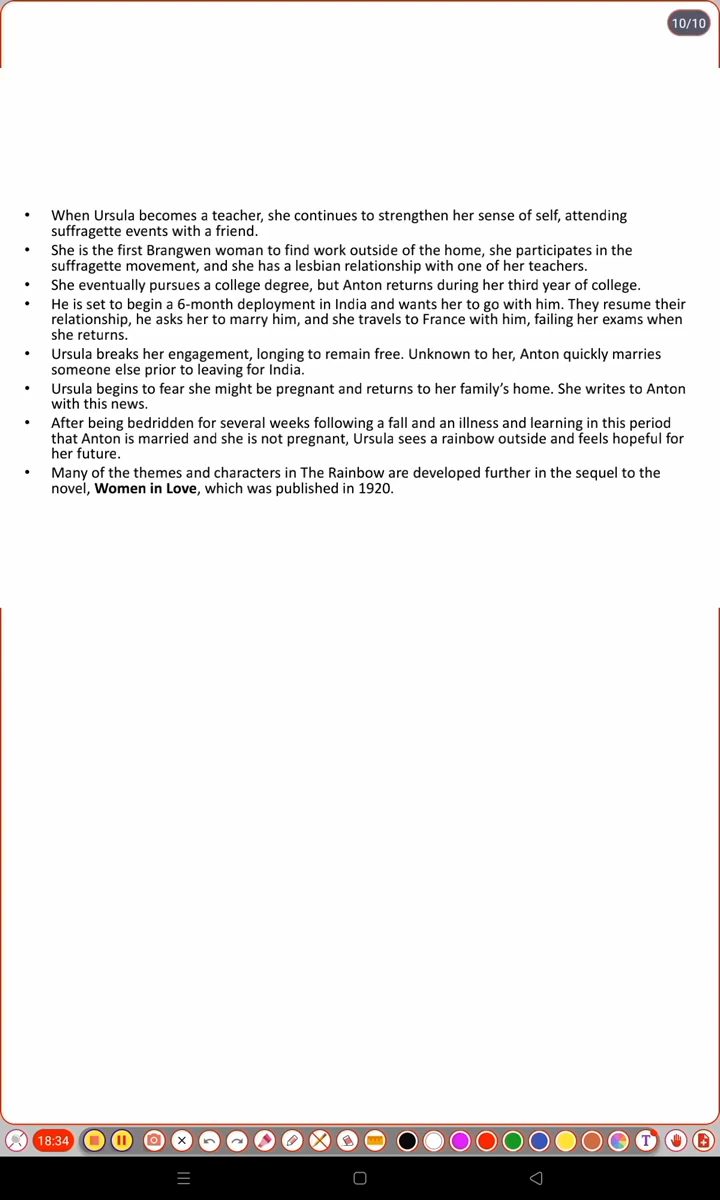 10/10
• When Ursula becomes a teacher, she continues to strengthen her sense of self, attending
suffragette events with a friend.
• She is the first Brangwen woman to find work outside of the home, she participates in the
suffragette movement, and she has a lesbian relationship with one of her teachers.
• She eventually pursues a college degree, but Anton returns during her third year of college.
• He is set to begin a 6-month deployment in India and wants her to go with him. They resume their
relationship, he asks her to marry him, and she travels to France with him, failing her exams when
she returns.
• Ursula breaks her engagement, longing to remain free. Unknown to her, Anton quickly marries
someone else prior to leaving for India.
• Ursula begins to fear she might be pregnant and returns to her family’s home. She writes to Anton
with this news.
• After being bedridden for several weeks following a fall and an illness and learning in this period
that Anton is married and she is not pregnant, Ursula sees a rainbow outside and feels hopeful for
her future.
• Many of the themes and characters in The Rainbow are developed further in the sequel to the
novel, Women in Love, which was published in 1920.
18:34
T